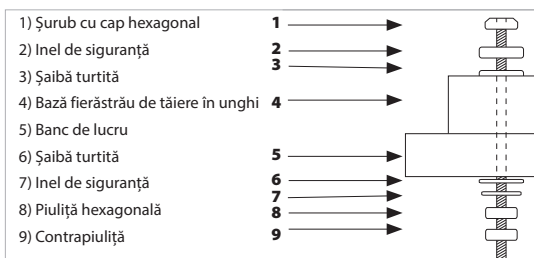 1) Șurub cu cap hexagonal
2) Inel de siguranță
3) Șaibă turtită
4) Bază fierăstrău de tăiere în unghi
5) Banc de lucru
6) Șaibă turtită
7) Inel de siguranță
8) Piuliță hexagonală
9) Contrapiuliță
1
2
3
4
5
6
7
8
9